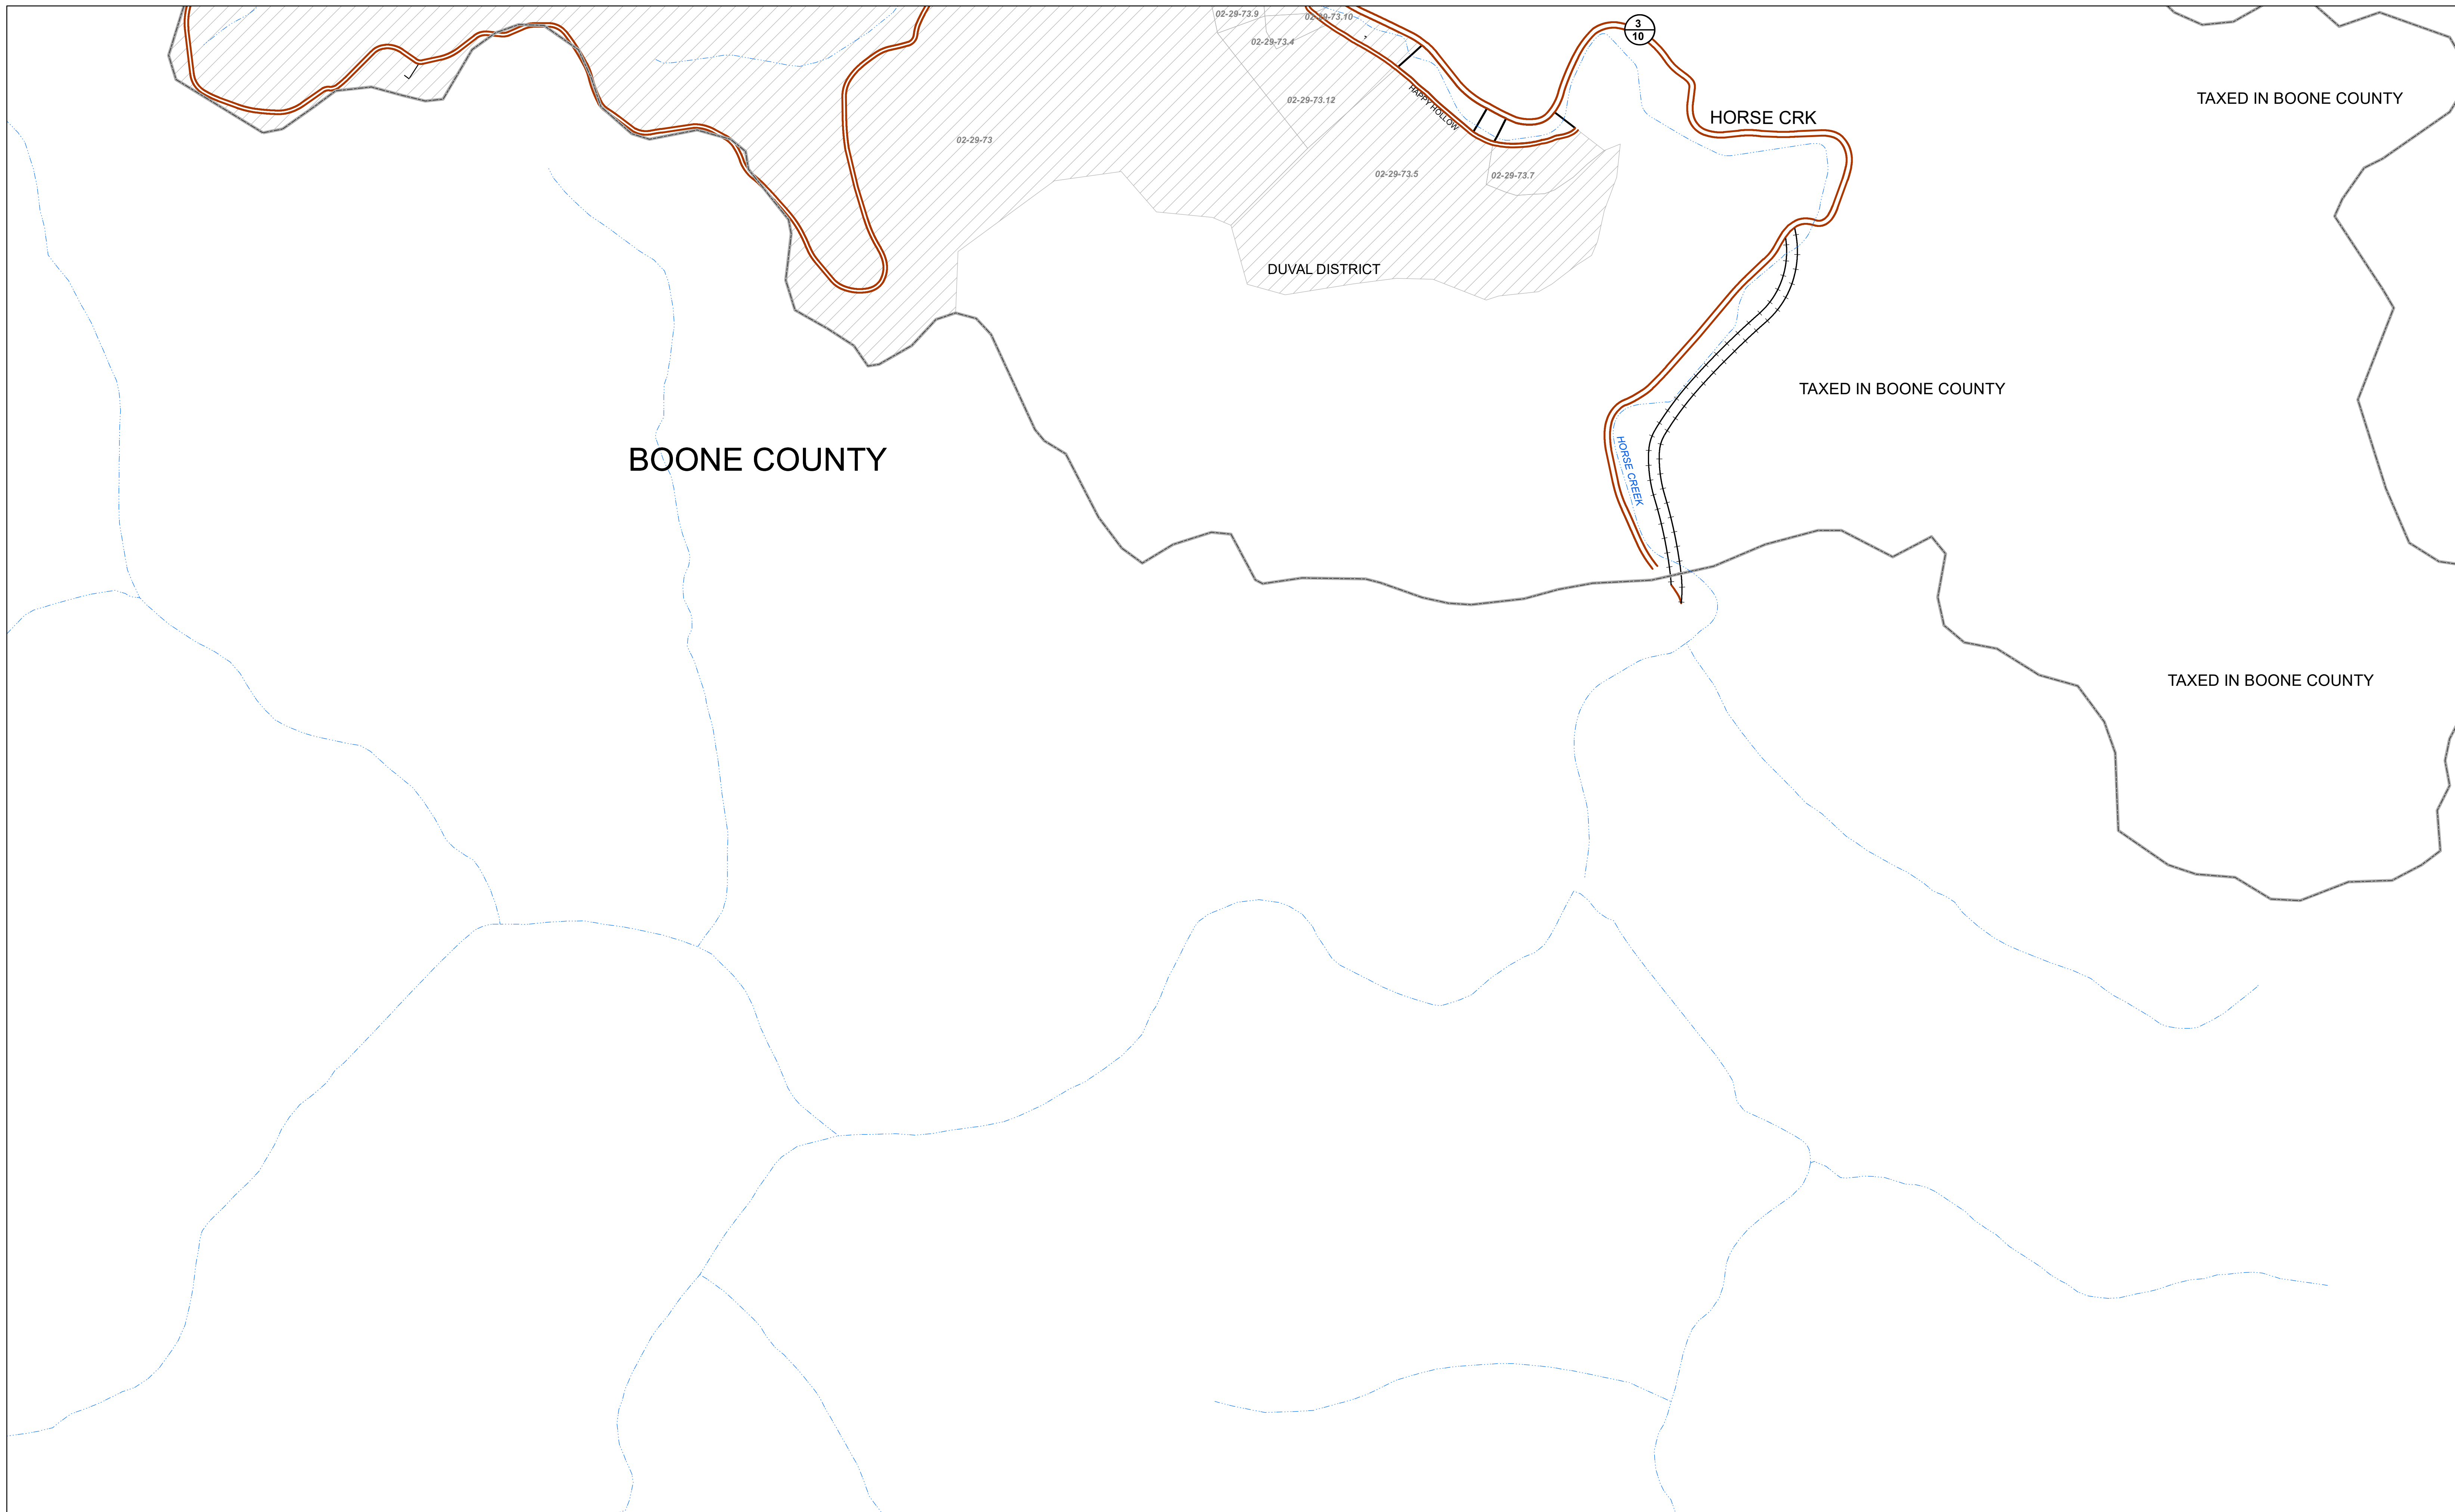 02-29-73.9
02-29-73.10
3
10
02-29-73.4
TAXED IN BOONE COUNTY
02-29-73.12
HAPPY HOLLOW
HORSE CRK
02-29-73
02-29-73.5
02-29-73.7
DUVAL DISTRICT
TAXED IN BOONE COUNTY
BOONE COUNTY
HORSE CREEK
TAXED IN BOONE COUNTY